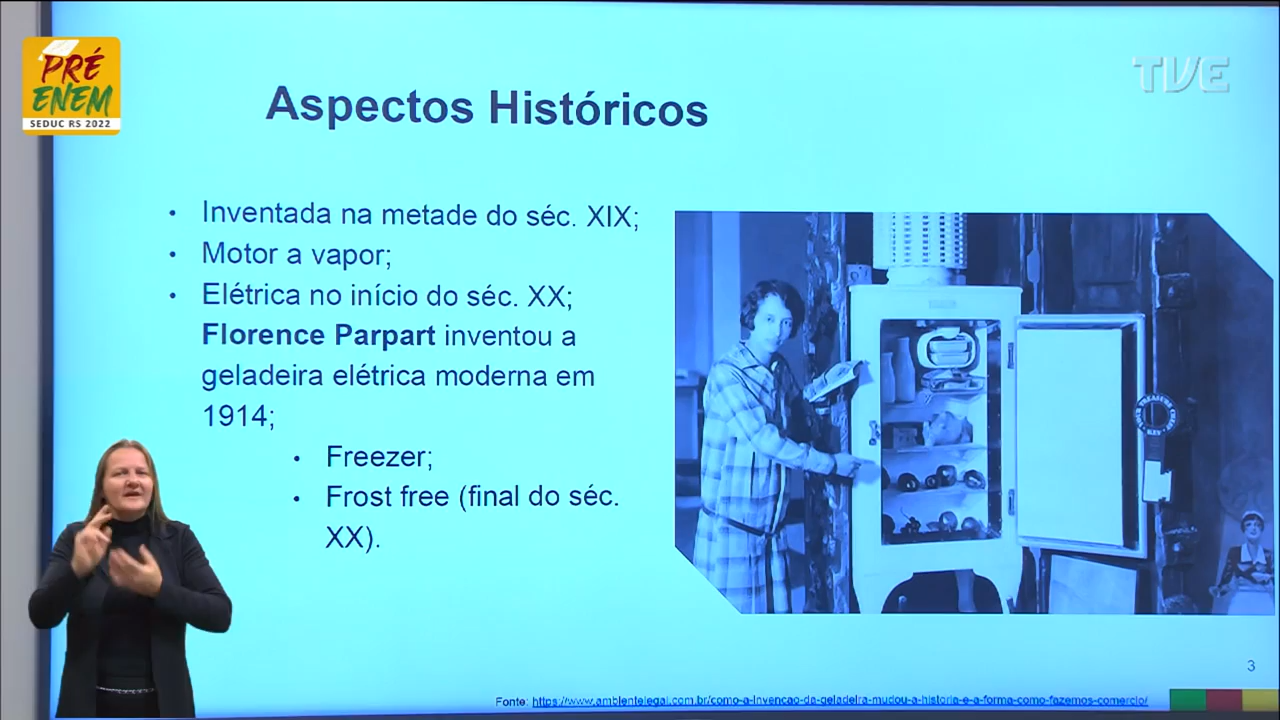 PRÉ
ENEM
SEDUC RS 2022
TVE
Aspectos Históricos
• Inventada na metade do séc. XIX;
• Motor a vapor;
• Elétrica no início do séc. XX;
Florence Parpart inventou a
geladeira elétrica moderna em
1914;
• Freezer;
• Frost free (final do séc.
XX).
3
Fonte: https://www.ambientelegal.com.br/como-a-invencao-da-geladeira-mudou-a-historia-e-a-forma-como-fazemos-comercio/